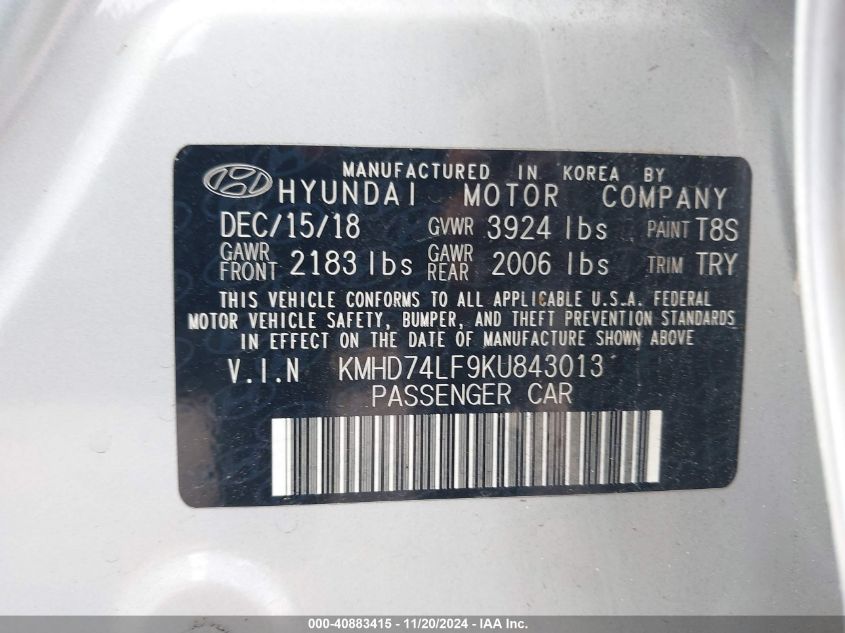 MANUFACTURED IN KOREA BY
HYUNDAI MOTOR COMPANY
DEC/15/18 GVWR 3924 lbs PAINT T8S
GAWR FRONT 2183 lbs GAWR REAR 2006 lbs TRIM TRY
THIS VEHICLE CONFORMS TO ALL APPLICABLE U.S.A. FEDERAL
MOTOR VEHICLE SAFETY, BUMPER, AND THEFT PREVENTION STANDARDS
IN EFFECT ON THE DATE OF MANUFACTURE SHOWN ABOVE
V.I.N KMHD74LF9KU843013
PASSENGER CAR
000-40883415 - 11/20/2024 - IAA Inc.